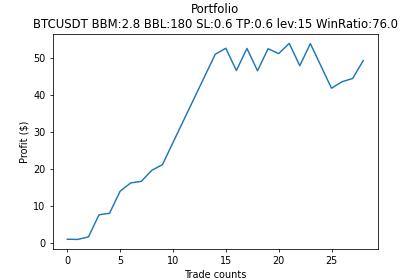 Portfolio
BTCUSDT BBM:2.8 BBL:180 SL:0.6 TP:0.6 lev:15 WinRatio:76.0
50
40
30
20
10
0
Profit ($)
0 5 10 15 20 25
Trade counts